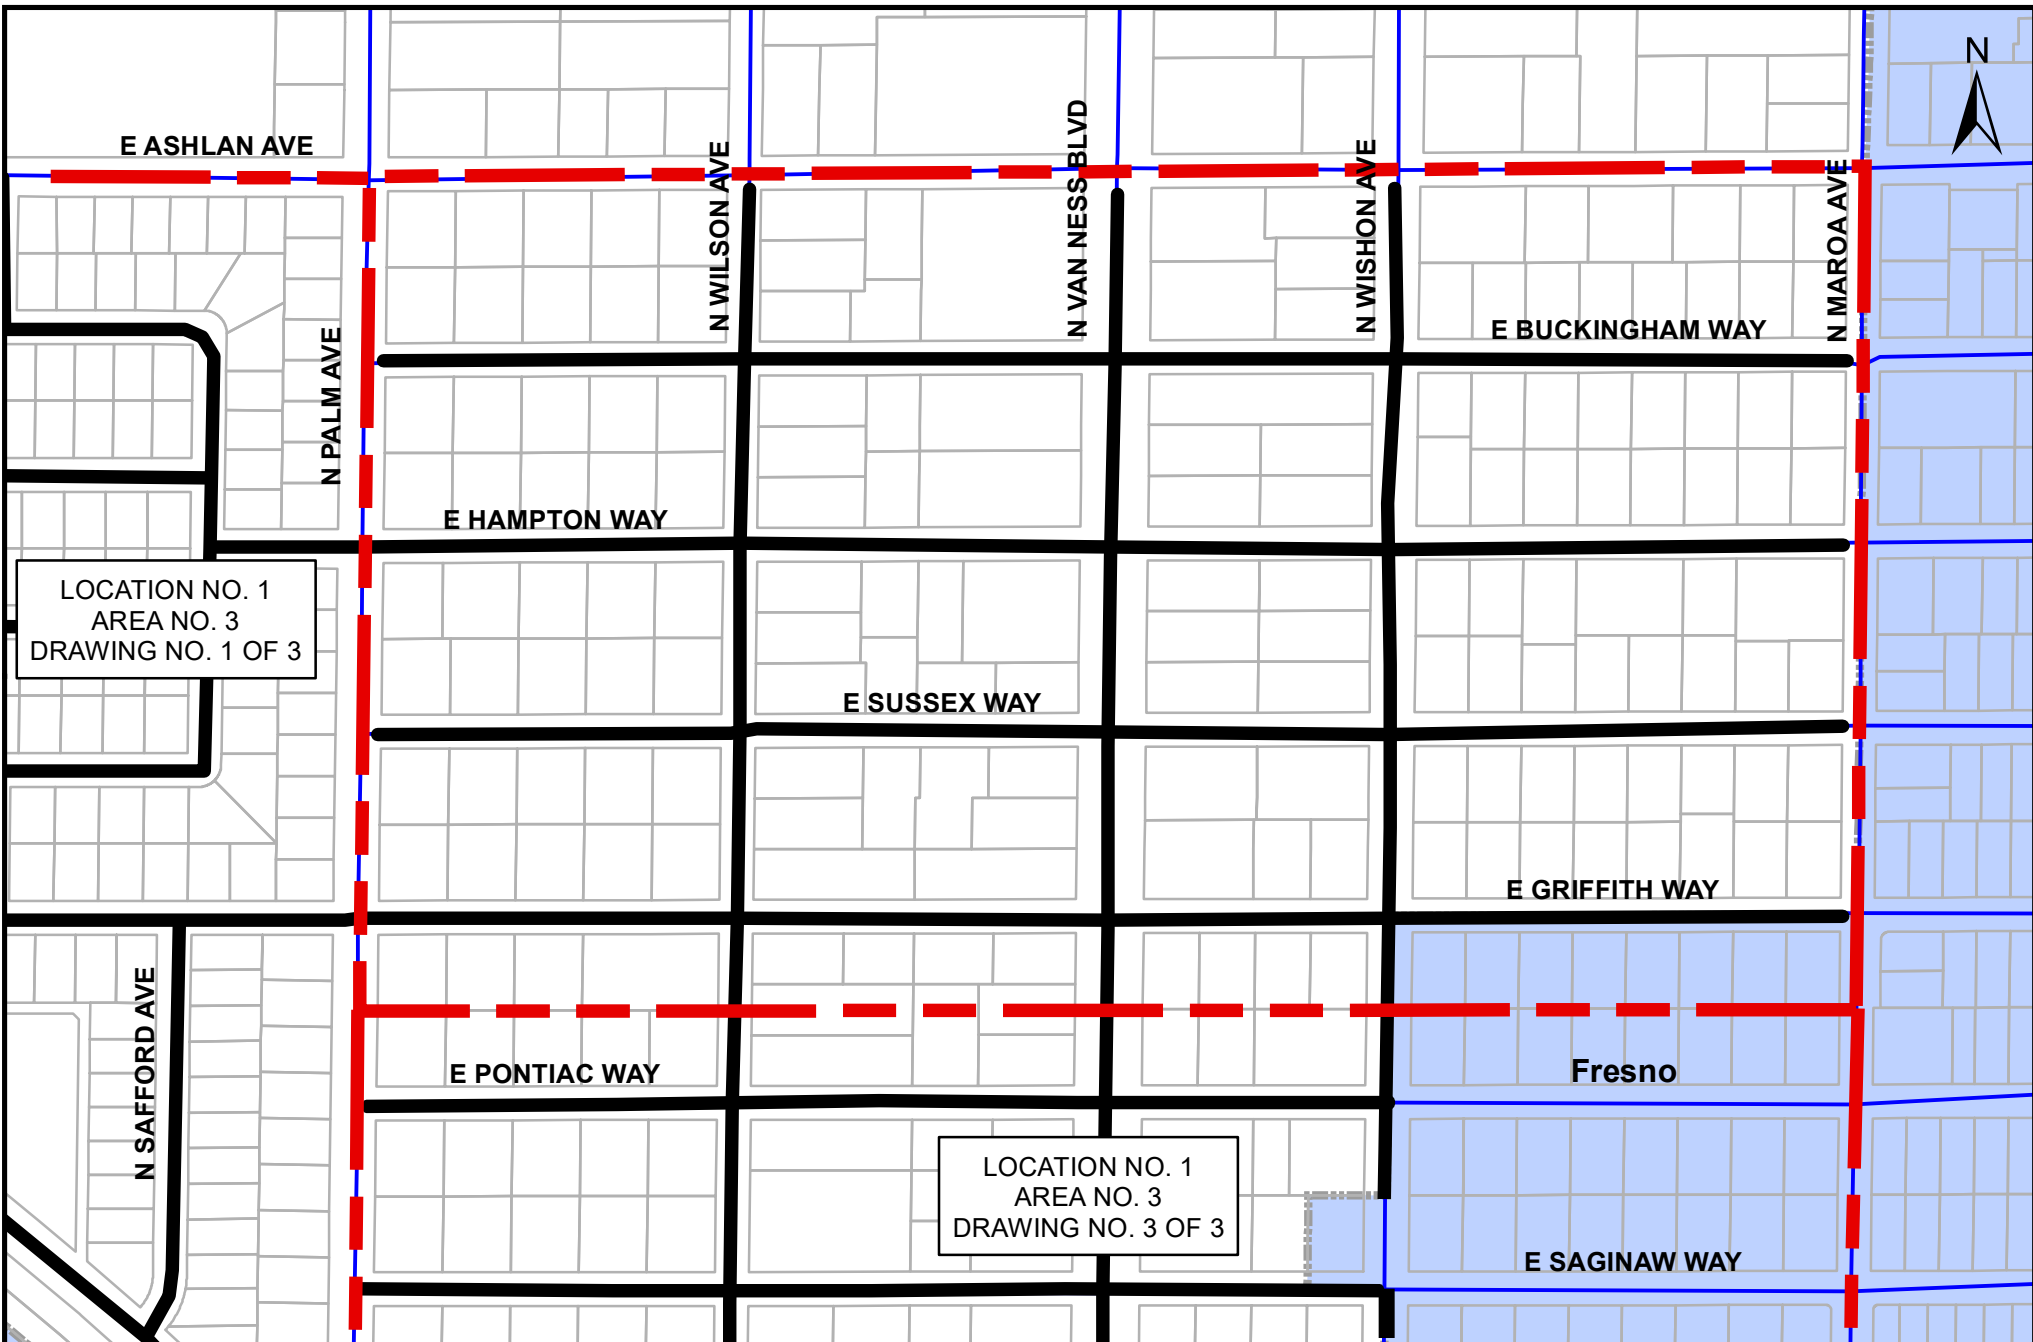 N
E ASHLAN AVE
N WILSON AVE
N VAN NESS BLVD
N WISHON AVE
N MAROA AVE
E BUCKINGHAM WAY
N PALM AVE
E HAMPTON WAY
LOCATION NO. 1
AREA NO. 3
DRAWING NO. 1 OF 3
E SUSSEX WAY
E GRIFFITH WAY
N SAFFORD AVE
E PONTIAC WAY
Fresno
LOCATION NO. 1
AREA NO. 3
DRAWING NO. 3 OF 3
E SAGINAW WAY